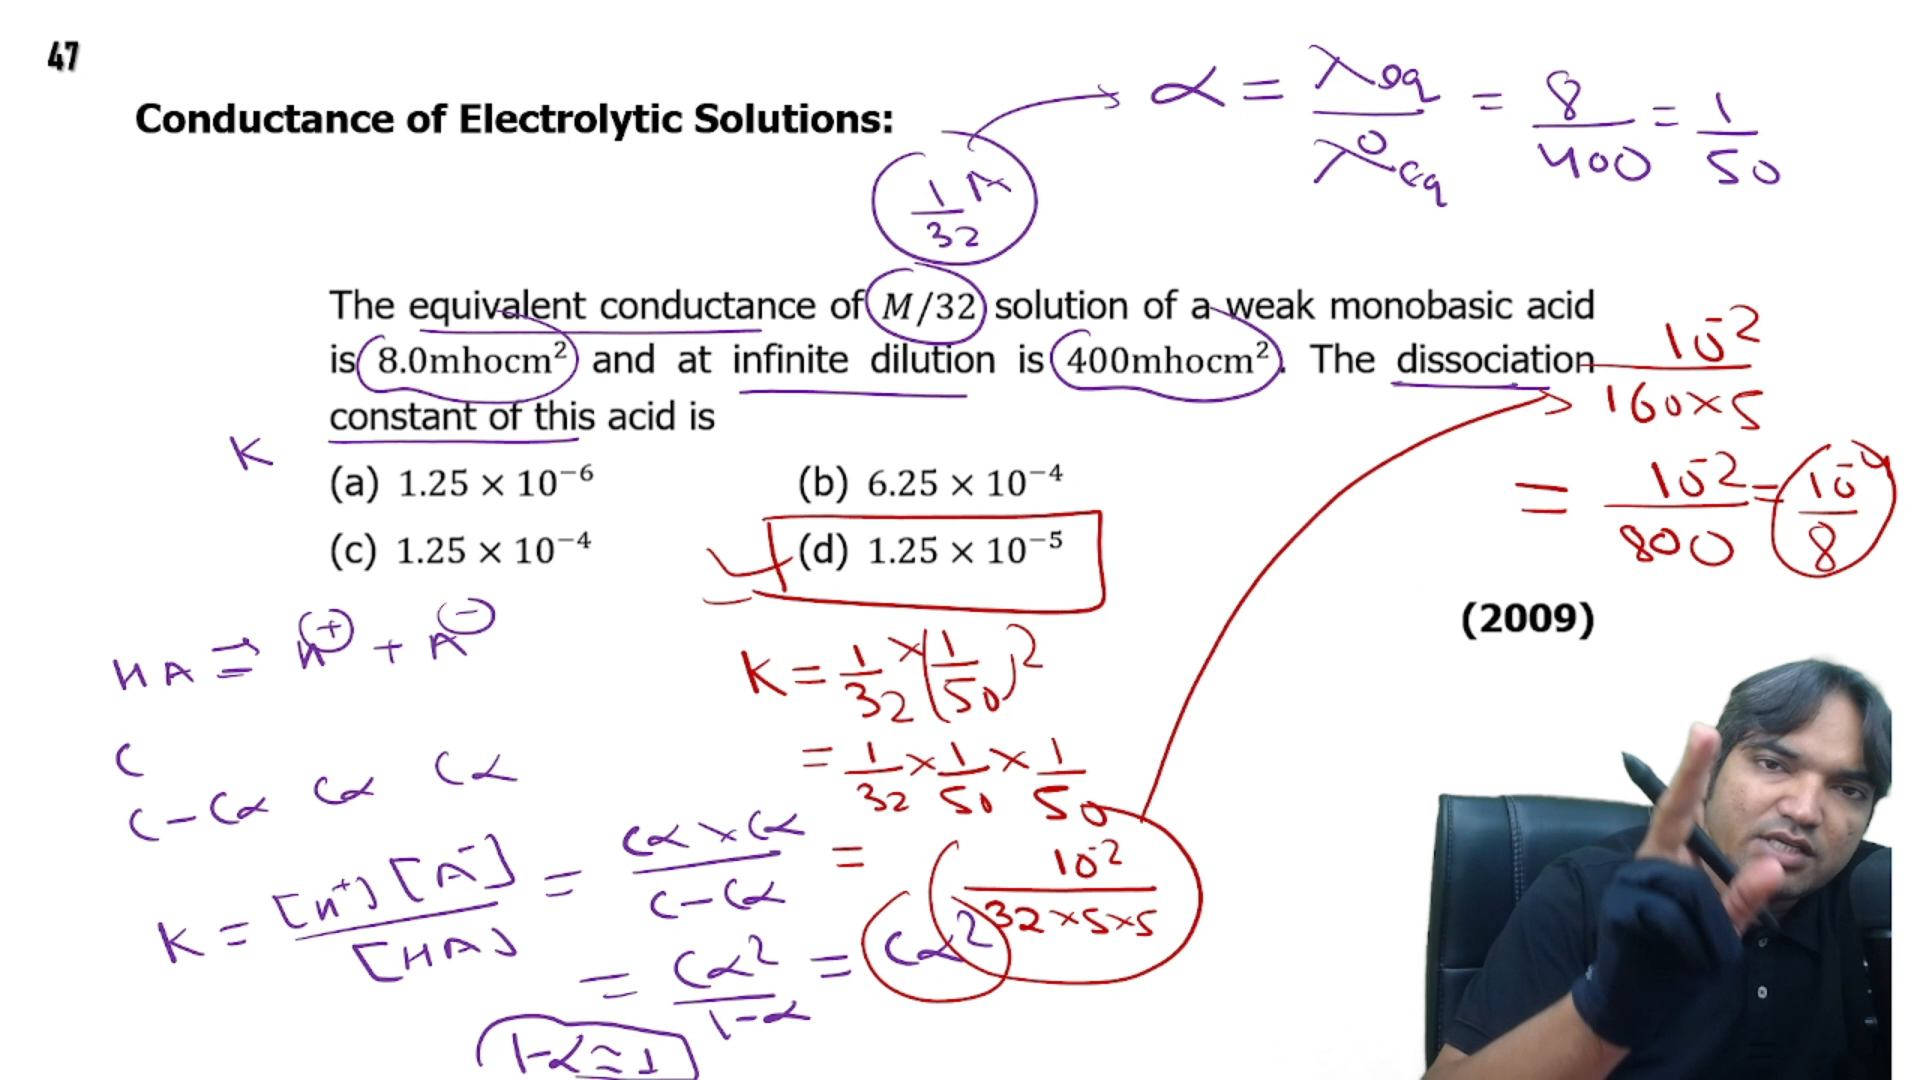 47
Conductance of Electrolytic Solutions:
α = λeq / λ⁰eq = 8/400 = 1/50
1/32 M
The equivalent conductance of M/32 solution of a weak monobasic acid
is 8.0mhocm² and at infinite dilution is 400mhocm². The dissociation
constant of this acid is
K
(a) 1.25 × 10⁻⁶ (b) 6.25 × 10⁻⁴
(c) 1.25 × 10⁻⁴ (d) 1.25 × 10⁻⁵
10⁻² / 160×5
= 10⁻²/800 = 10⁻⁴/8
(2009)
HA ⇌ H⁺ + A⁻
C
C-Cα Cα Cα
K = [H⁺][A⁻] / [HA] = Cα×Cα / C-Cα
= Cα² / 1-α = Cα²
1-α ≈ 1
K = 1/32 × (1/50)²
= 1/32 × 1/50 × 1/50
= 10⁻² / 32×5×5